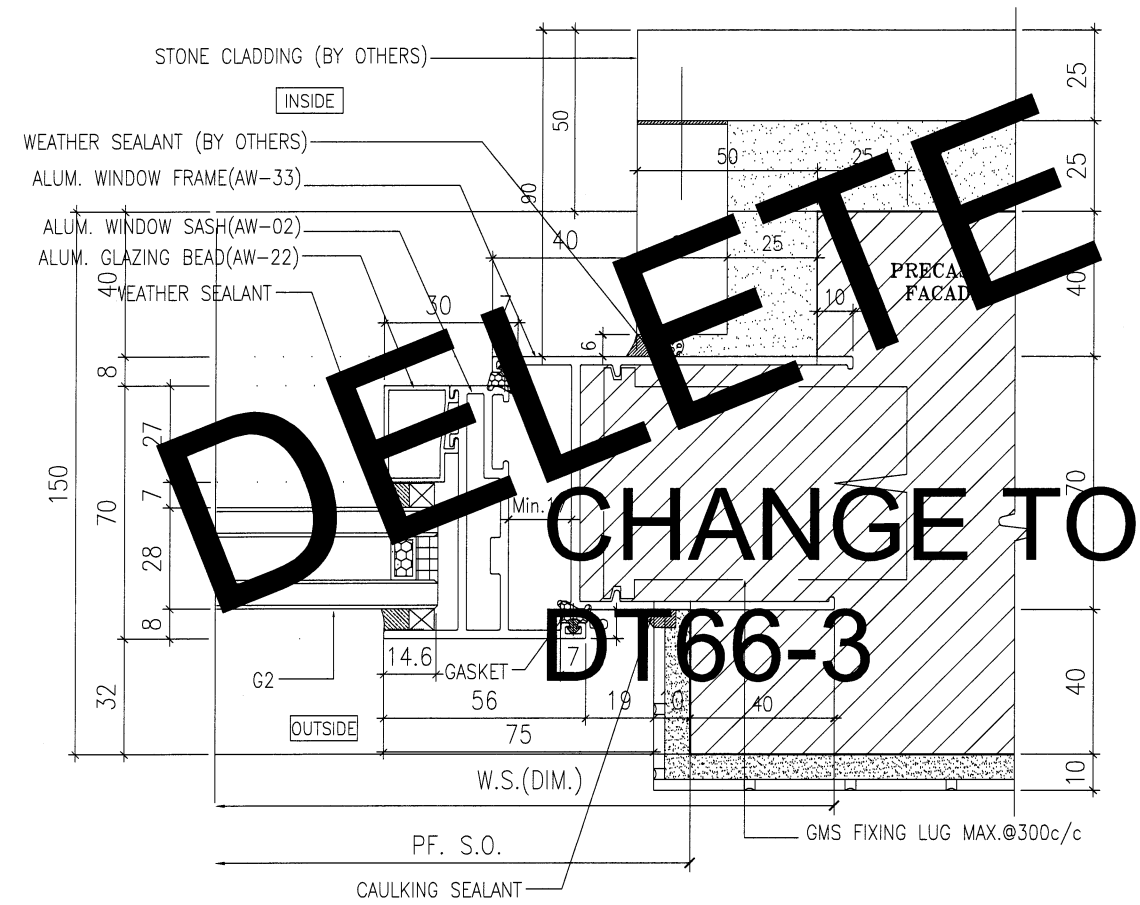 STONE CLADDING (BY OTHERS)
INSIDE
WEATHER SEALANT (BY OTHERS)
ALUM. WINDOW FRAME(AW-33)
ALUM. WINDOW SASH(AW-02)
ALUM. GLAZING BEAD(AW-22)
WEATHER SEALANT
DELETE
CHANGE TO
DT66-3
25
25
40
70
40
10
50
90
50
25
40
25
10
30
7
6
40
8
70
32
150
27
7
28
8
14.6
GASKET
7
G2
56
19
10
40
75
OUTSIDE
W.S.(DIM.)
PF. S.O.
GMS FIXING LUG MAX.@300c/c
CAULKING SEALANT